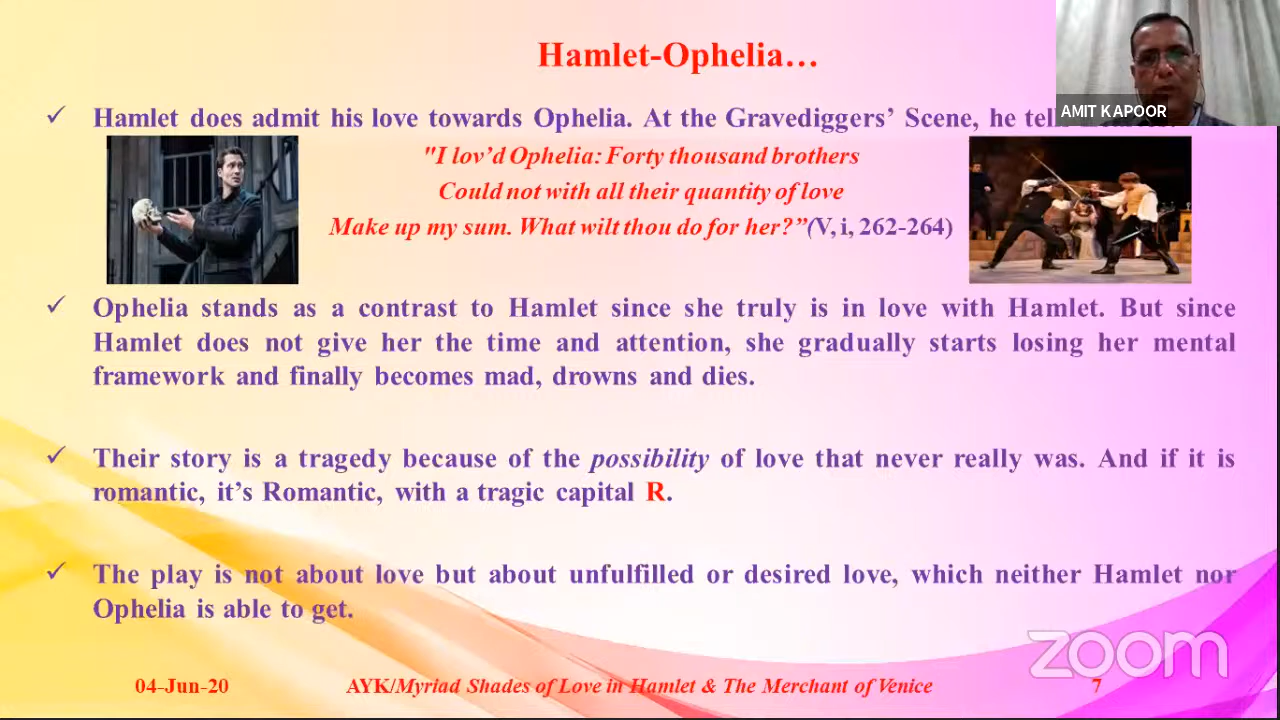 Hamlet-Ophelia…
AMIT KAPOOR
✓ Hamlet does admit his love towards Ophelia. At the Gravediggers’ Scene, he tells
"I lov’d Ophelia: Forty thousand brothers
Could not with all their quantity of love
Make up my sum. What wilt thou do for her?”(V, i, 262-264)
✓ Ophelia stands as a contrast to Hamlet since she truly is in love with Hamlet. But since
Hamlet does not give her the time and attention, she gradually starts losing her mental
framework and finally becomes mad, drowns and dies.
✓ Their story is a tragedy because of the possibility of love that never really was. And if it is
romantic, it’s Romantic, with a tragic capital R.
✓ The play is not about love but about unfulfilled or desired love, which neither Hamlet nor
Ophelia is able to get.
zoom
04-Jun-20 AYK/Myriad Shades of Love in Hamlet & The Merchant of Venice 7